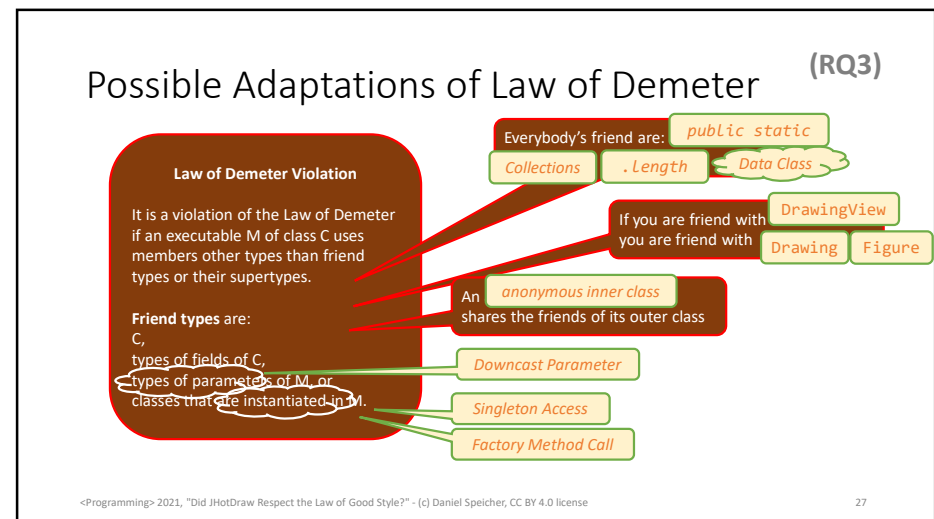 (RQ3)
Possible Adaptations of Law of Demeter
Law of Demeter Violation
It is a violation of the Law of Demeter
if an executable M of class C uses
members other types than friend
types or their supertypes.
Friend types are:
C,
types of fields of C,
types of parameters of M, or
classes that are instantiated in M.
Everybody's friend are: public static
Collections .Length Data Class
If you are friend with DrawingView
you are friend with Drawing Figure
An anonymous inner class
shares the friends of its outer class
Downcast Parameter
Singleton Access
Factory Method Call
<Programming> 2021, "Did JHotDraw Respect the Law of Good Style?" - (c) Daniel Speicher, CC BY 4.0 license 27